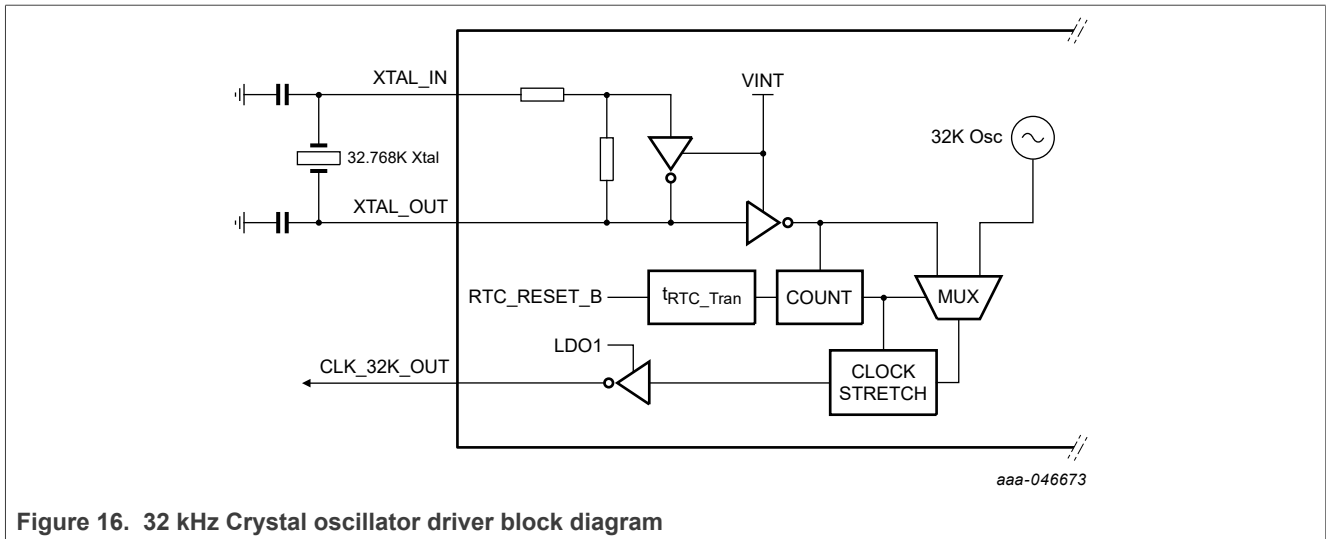 XTAL_IN
VINT
32K Osc
32.768K Xtal
XTAL_OUT
RTC_RESET_B
tRTC_Tran
COUNT
MUX
LDO1
CLK_32K_OUT
CLOCK
STRETCH
aaa-046673
Figure 16. 32 kHz Crystal oscillator driver block diagram